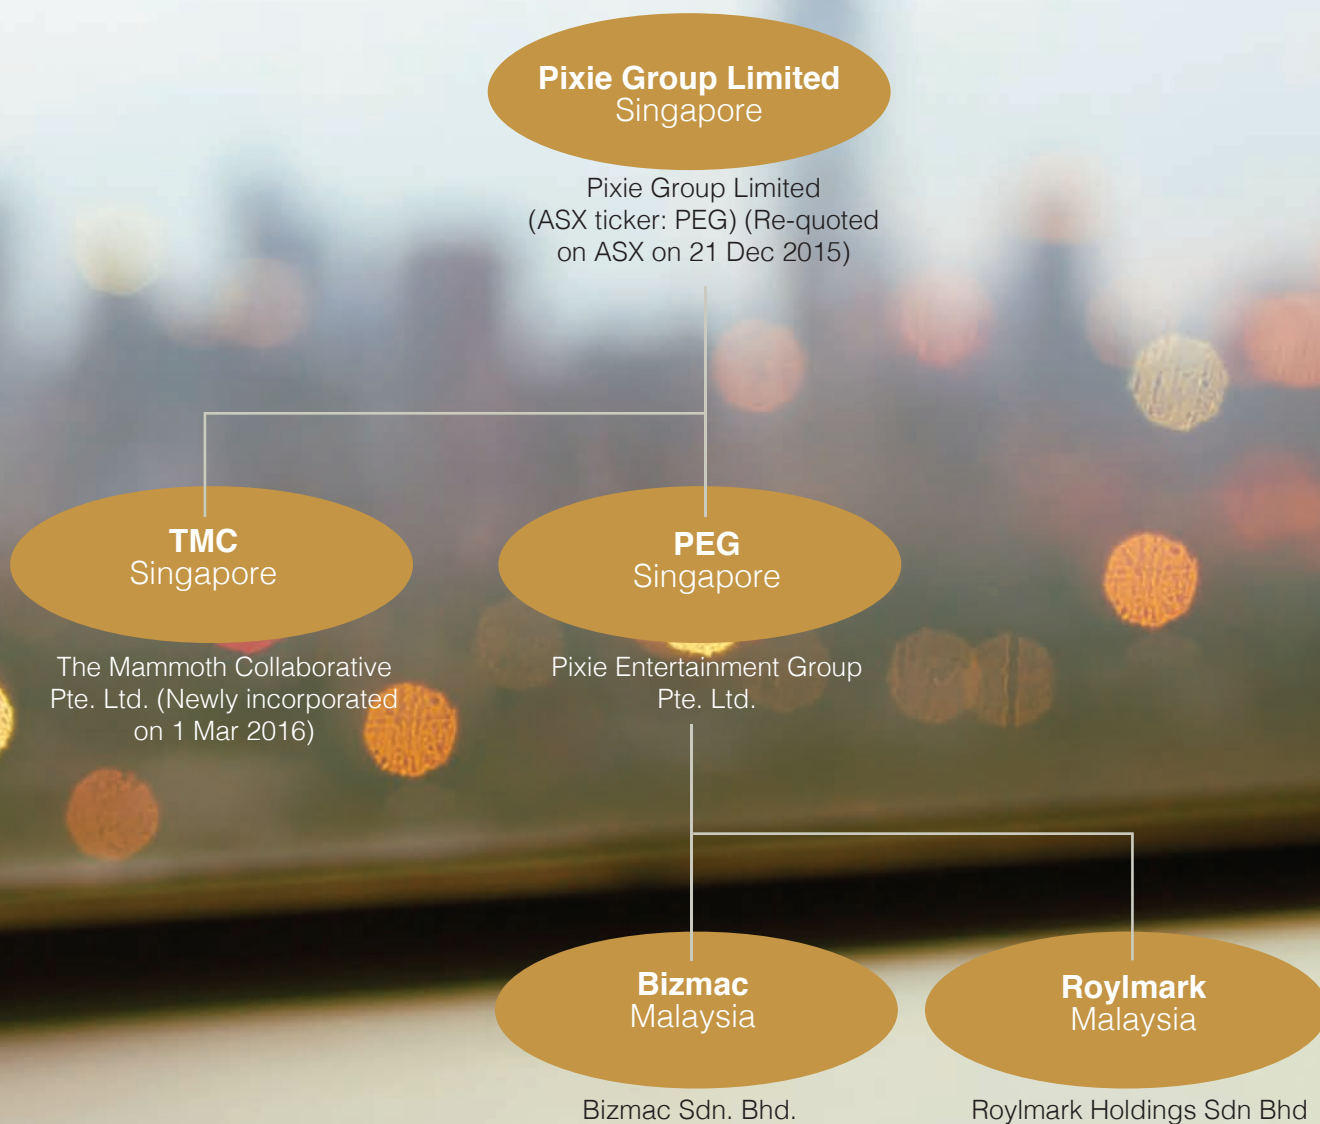 Pixie Group Limited
Singapore
Pixie Group Limited
(ASX ticker: PEG) (Re-quoted
on ASX on 21 Dec 2015)
TMC
Singapore
The Mammoth Collaborative
Pte. Ltd. (Newly incorporated
on 1 Mar 2016)
PEG
Singapore
Pixie Entertainment Group
Pte. Ltd.
Bizmac
Malaysia
Bizmac Sdn. Bhd.
Roylmark
Malaysia
Roylmark Holdings Sdn Bhd